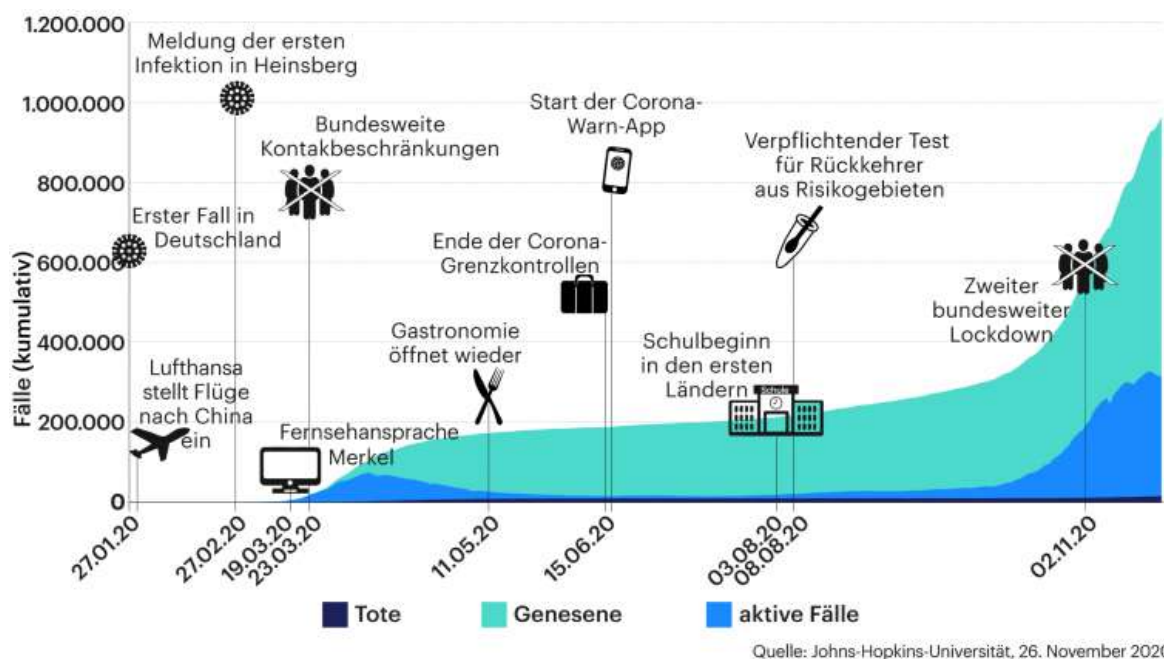 1.200.000
1.000.000
800.000
600.000
400.000
200.000
0
Fälle (kumulativ)
Meldung der ersten
Infektion in Heinsberg
Bundesweite
Kontakbeschränkungen
Erster Fall in
Deutschland
Lufthansa
stellt Flüge
nach China
ein
Fernsehansprache
Merkel
Gastronomie
öffnet wieder
Ende der Corona-
Grenzkontrollen
Start der Corona-
Warn-App
Verpflichtender Test
für Rückkehrer
aus Risikogebieten
Schulbeginn
in den ersten
Ländern
Schule
Zweiter
bundesweiter
Lockdown
27.01.20
27.02.20
19.03.20
23.03.20
11.05.20
15.06.20
03.08.20
08.08.20
02.11.20
Tote
Genesene
aktive Fälle
Quelle: Johns-Hopkins-Universität, 26. November 2020